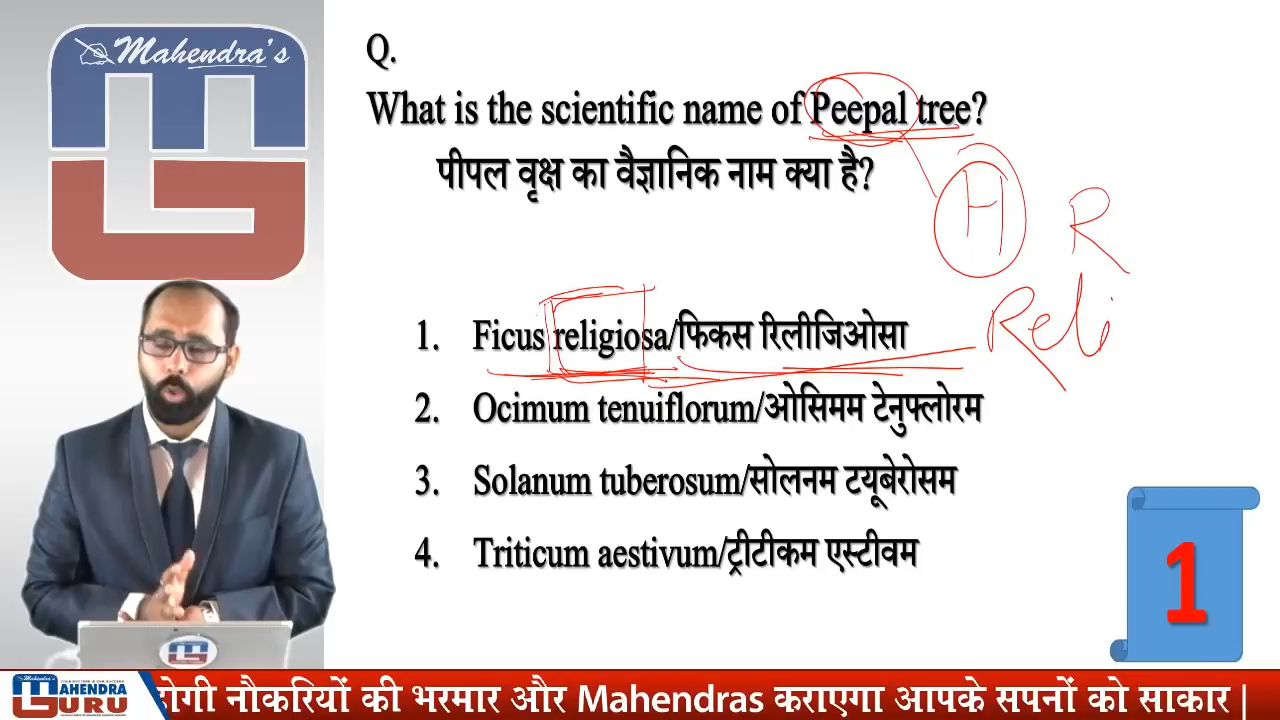 Mahendra's
Q.
What is the scientific name of Peepal tree?
पीपल वृक्ष का वैज्ञानिक नाम क्या है?
H R
Reli
1. Ficus religiosa/फिकस रिलीजिओसा
2. Ocimum tenuiflorum/ओसिमम टेनुफ्लोरम
3. Solanum tuberosum/सोलनम टयूबेरोसम
4. Triticum aestivum/ट्रीटीकम एस्टीवम
1
MAHENDRA
GURU
होगी नौकरियों की भरमार और Mahendras कराएगा आपके सपनों को साकार |